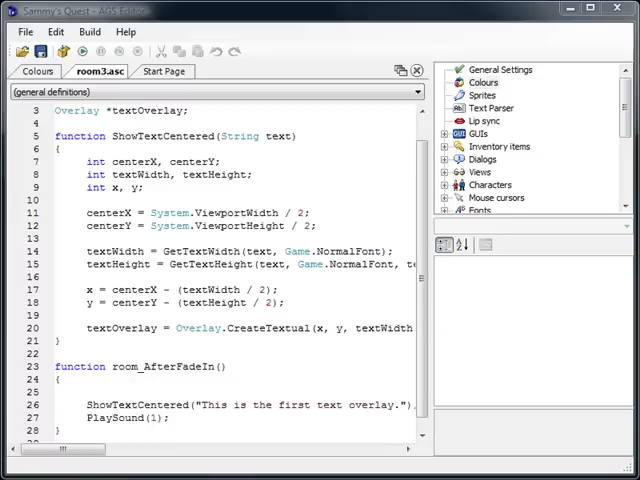 Sammy's Quest - AGS Editor
File Edit Build Help
Colours room3.asc Start Page
(general definitions)
3 Overlay *textOverlay;
4
5 function ShowTextCentered(String text)
6 {
7 int centerX, centerY;
8 int textWidth, textHeight;
9 int x, y;
10
11 centerX = System.ViewportWidth / 2;
12 centerY = System.ViewportHeight / 2;
13
14 textWidth = GetTextWidth(text, Game.NormalFont);
15 textHeight = GetTextHeight(text, Game.NormalFont, te
16
17 x = centerX - (textWidth / 2);
18 y = centerY - (textHeight / 2);
19
20 textOverlay = Overlay.CreateTextual(x, y, textWidth
21 }
22
23 function room_AfterFadeIn()
24 {
25
26 ShowTextCentered("This is the first text overlay.")
27 PlaySound(1);
28 }
General Settings
Colours
Sprites
Text Parser
Lip sync
GUIs
Inventory items
Dialogs
Views
Characters
Mouse cursors
Fonts